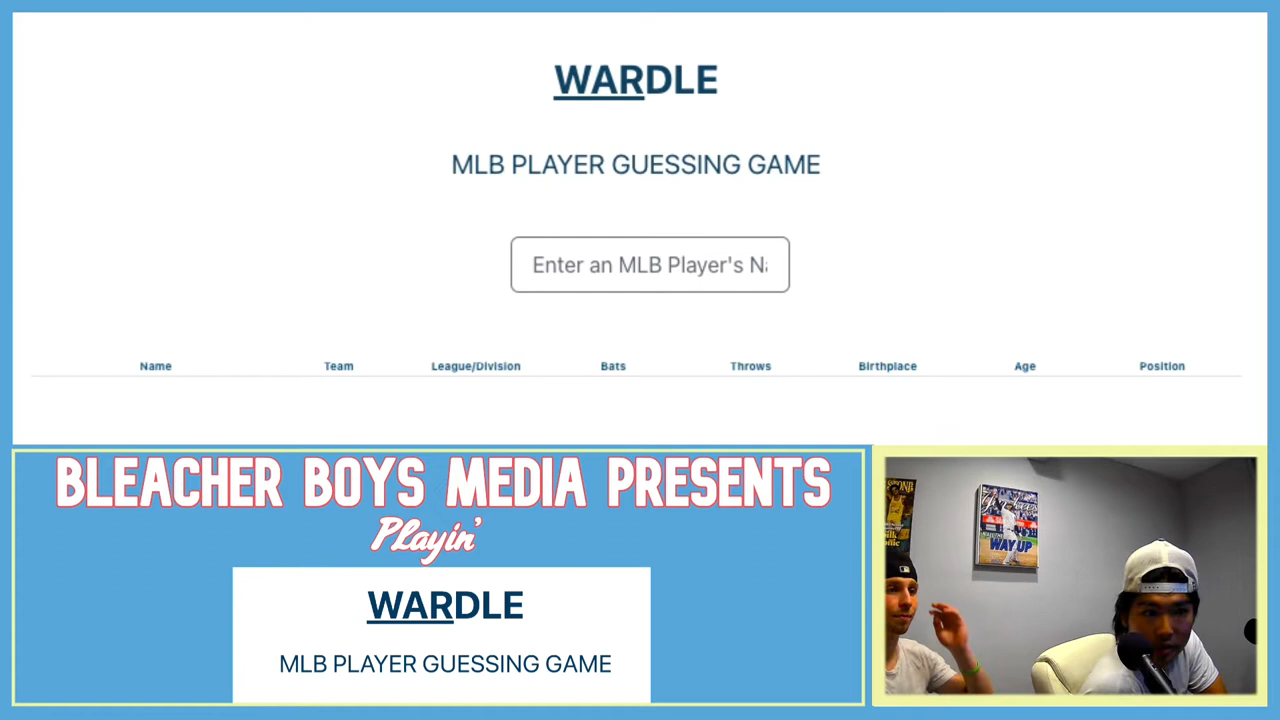 WARDLE
MLB PLAYER GUESSING GAME
Enter an MLB Player's Na
Name Team League/Division Bats Throws Birthplace Age Position
BLEACHER BOYS MEDIA PRESENTS
Playin'
WARDLE
MLB PLAYER GUESSING GAME
WAY UP